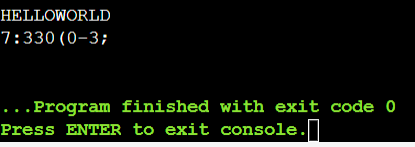 HELLOWORLD
7:330(0-3;
...Program finished with exit code 0
Press ENTER to exit console.